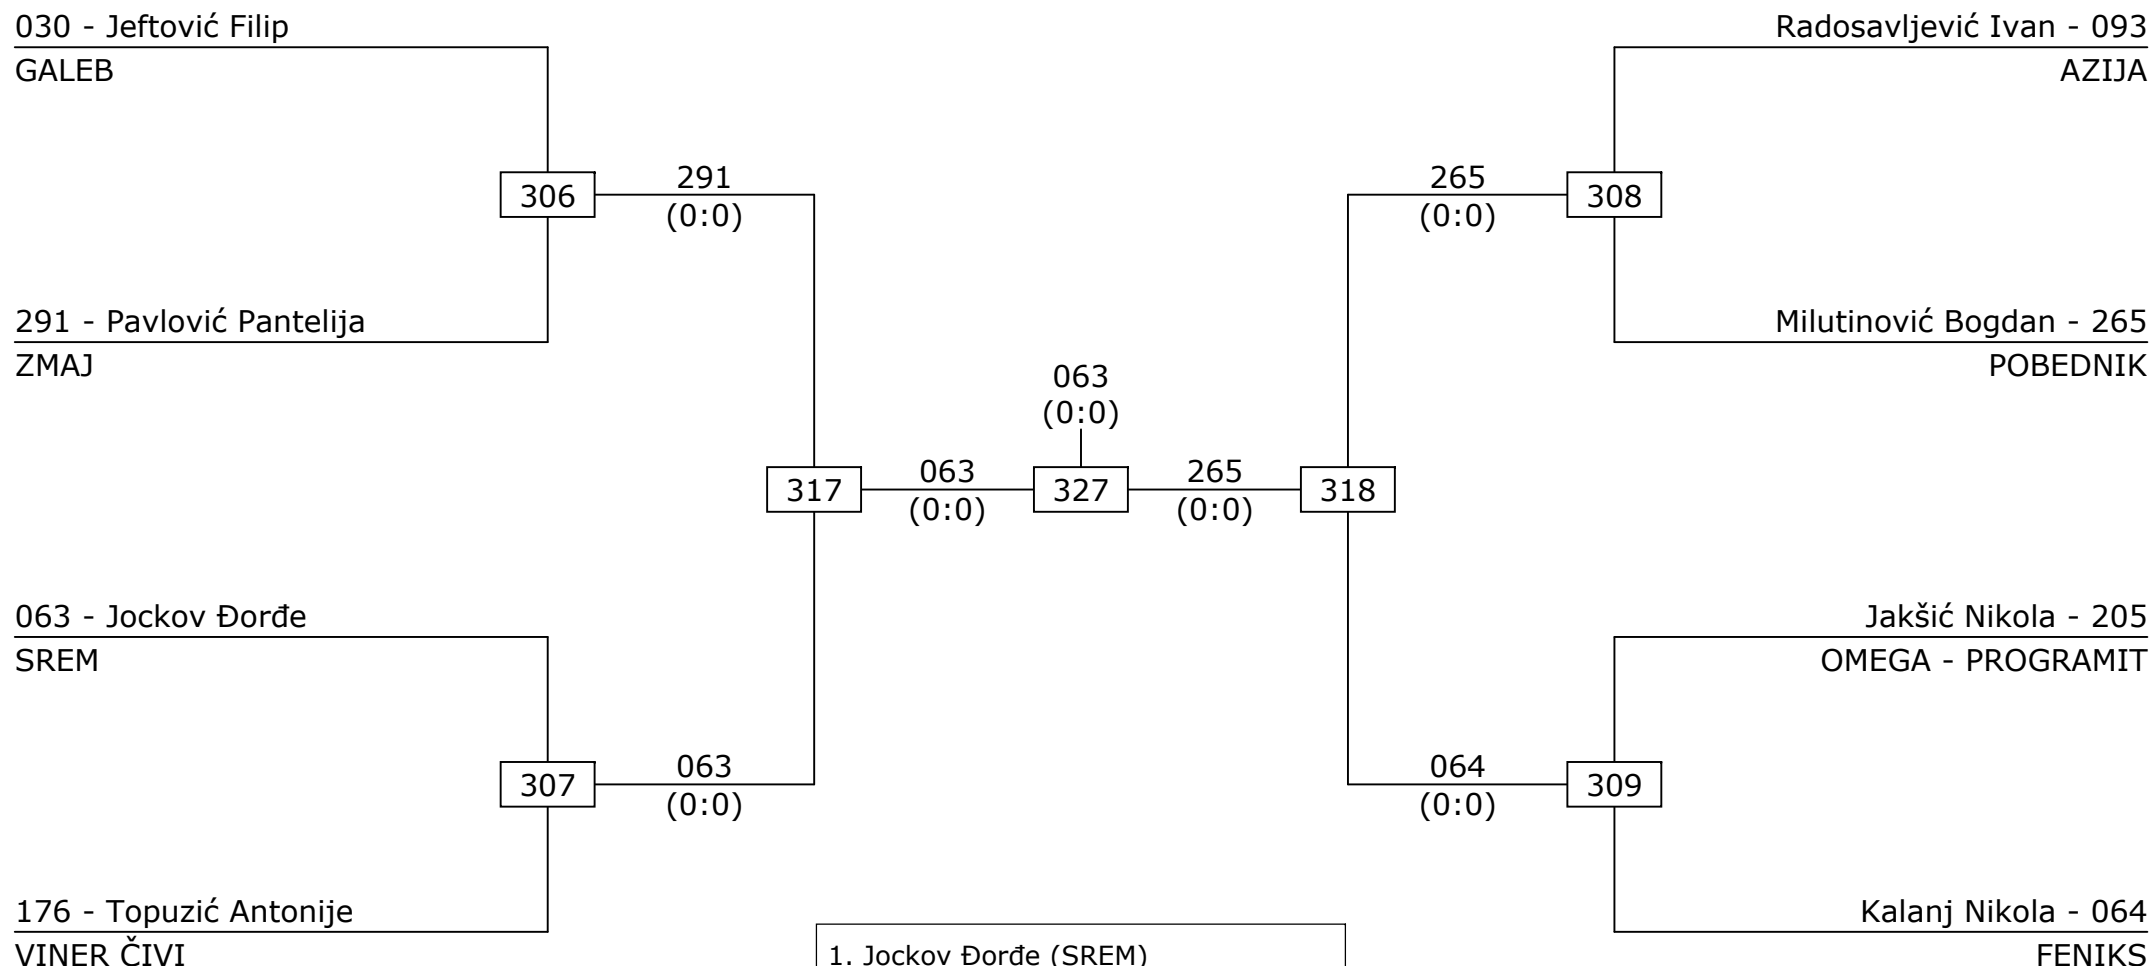 030 - Jeftović Filip
GALEB
Radosavljević Ivan - 093
AZIJA
306
291
(0:0)
265
(0:0)
308
291 - Pavlović Pantelija
ZMAJ
Milutinović Bogdan - 265
POBEDNIK
063
(0:0)
317
063
(0:0)
327
265
(0:0)
318
063 - Jockov Đorđe
SREM
Jakšić Nikola - 205
OMEGA - PROGRAMIT
307
063
(0:0)
064
(0:0)
309
176 - Topuzić Antonije
VINER ČIVI
Kalanj Nikola - 064
FENIKS
1. Jockov Đorđe (SREM)